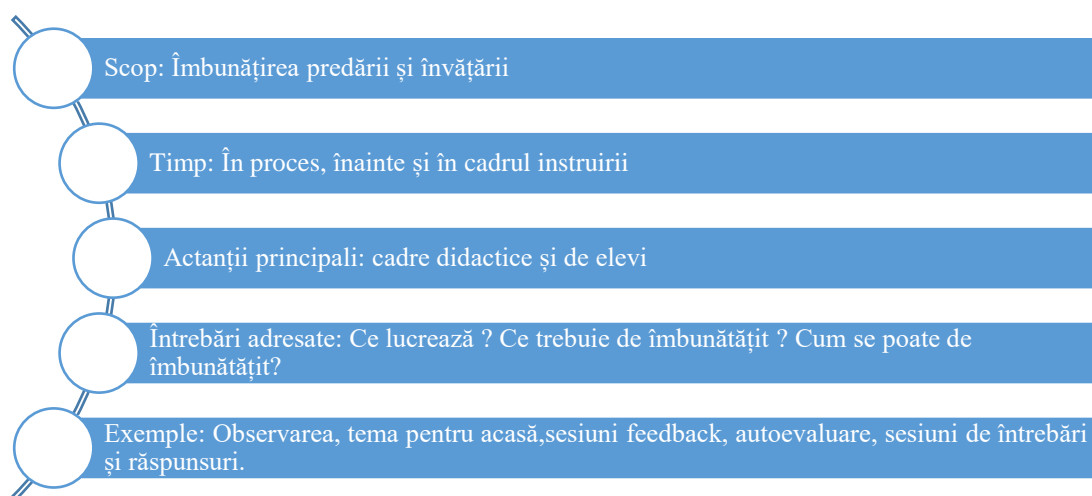 Scop: Îmbunățirea predării și învățării
Timp: În proces, înainte și în cadrul instruirii
Actanții principali: cadre didactice și de elevi
Întrebări adresate: Ce lucrează ? Ce trebuie de îmbunătățit ? Cum se poate de
îmbunătățit?
Exemple: Observarea, tema pentru acasă,sesiuni feedback, autoevaluare, sesiuni de întrebări
și răspunsuri.